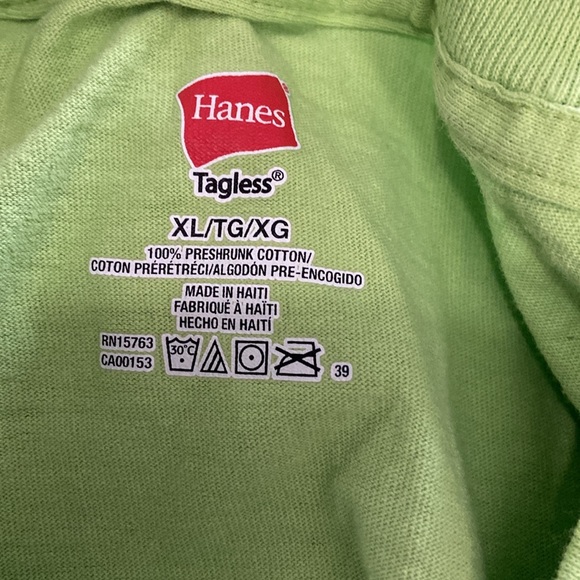 Hanes
Tagless®
XL/TG/XG
100% PRESHRUNK COTTON/
COTON PRÉRÉTRÉCI/ALGODÓN PRE-ENCOGIDO
MADE IN HAITI
FABRIQUÉ À HAÏTI
HECHO EN HAITÍ
RN15763
CA00153
30°C
39